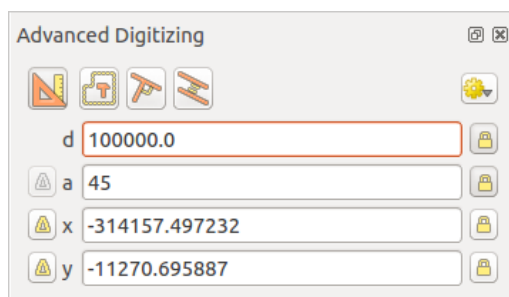 Advanced Digitizing
d 100000.0
a 45
x -314157.497232
y -11270.695887